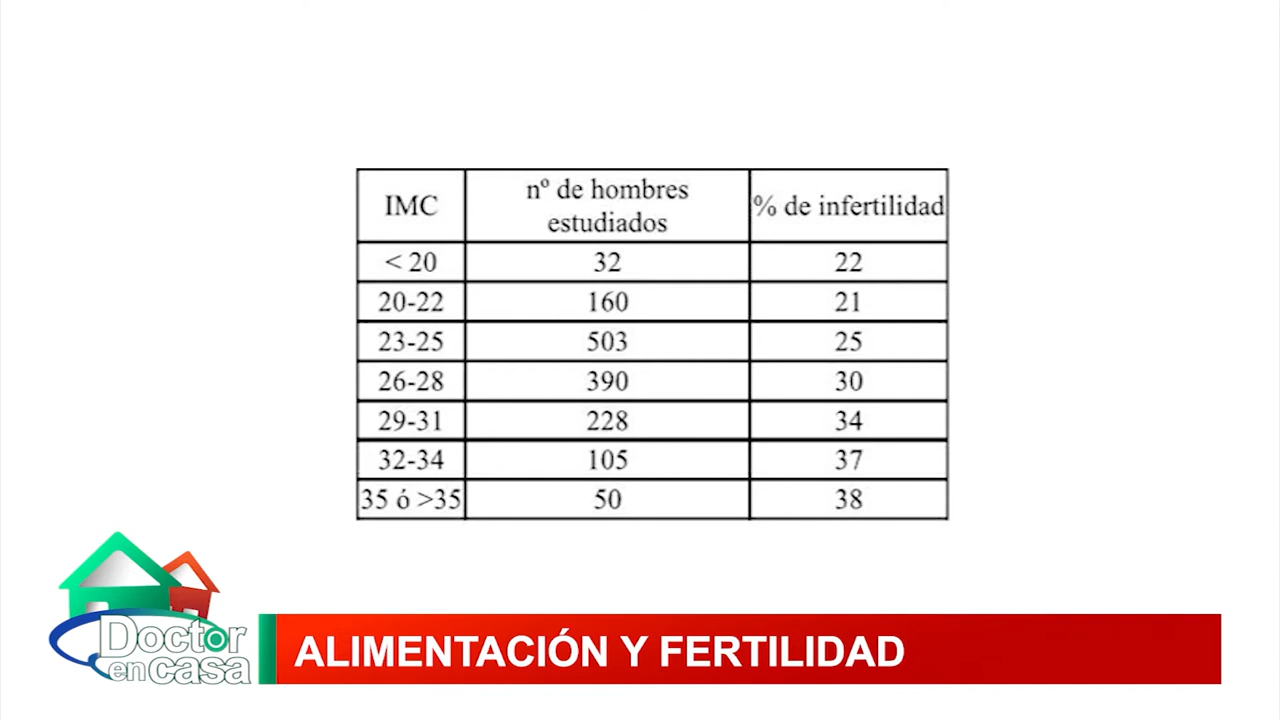 IMC nº de hombres estudiados % de infertilidad
< 20 32 22
20-22 160 21
23-25 503 25
26-28 390 30
29-31 228 34
32-34 105 37
35 ó >35 50 38
Doctor
en casa
ALIMENTACIÓN Y FERTILIDAD